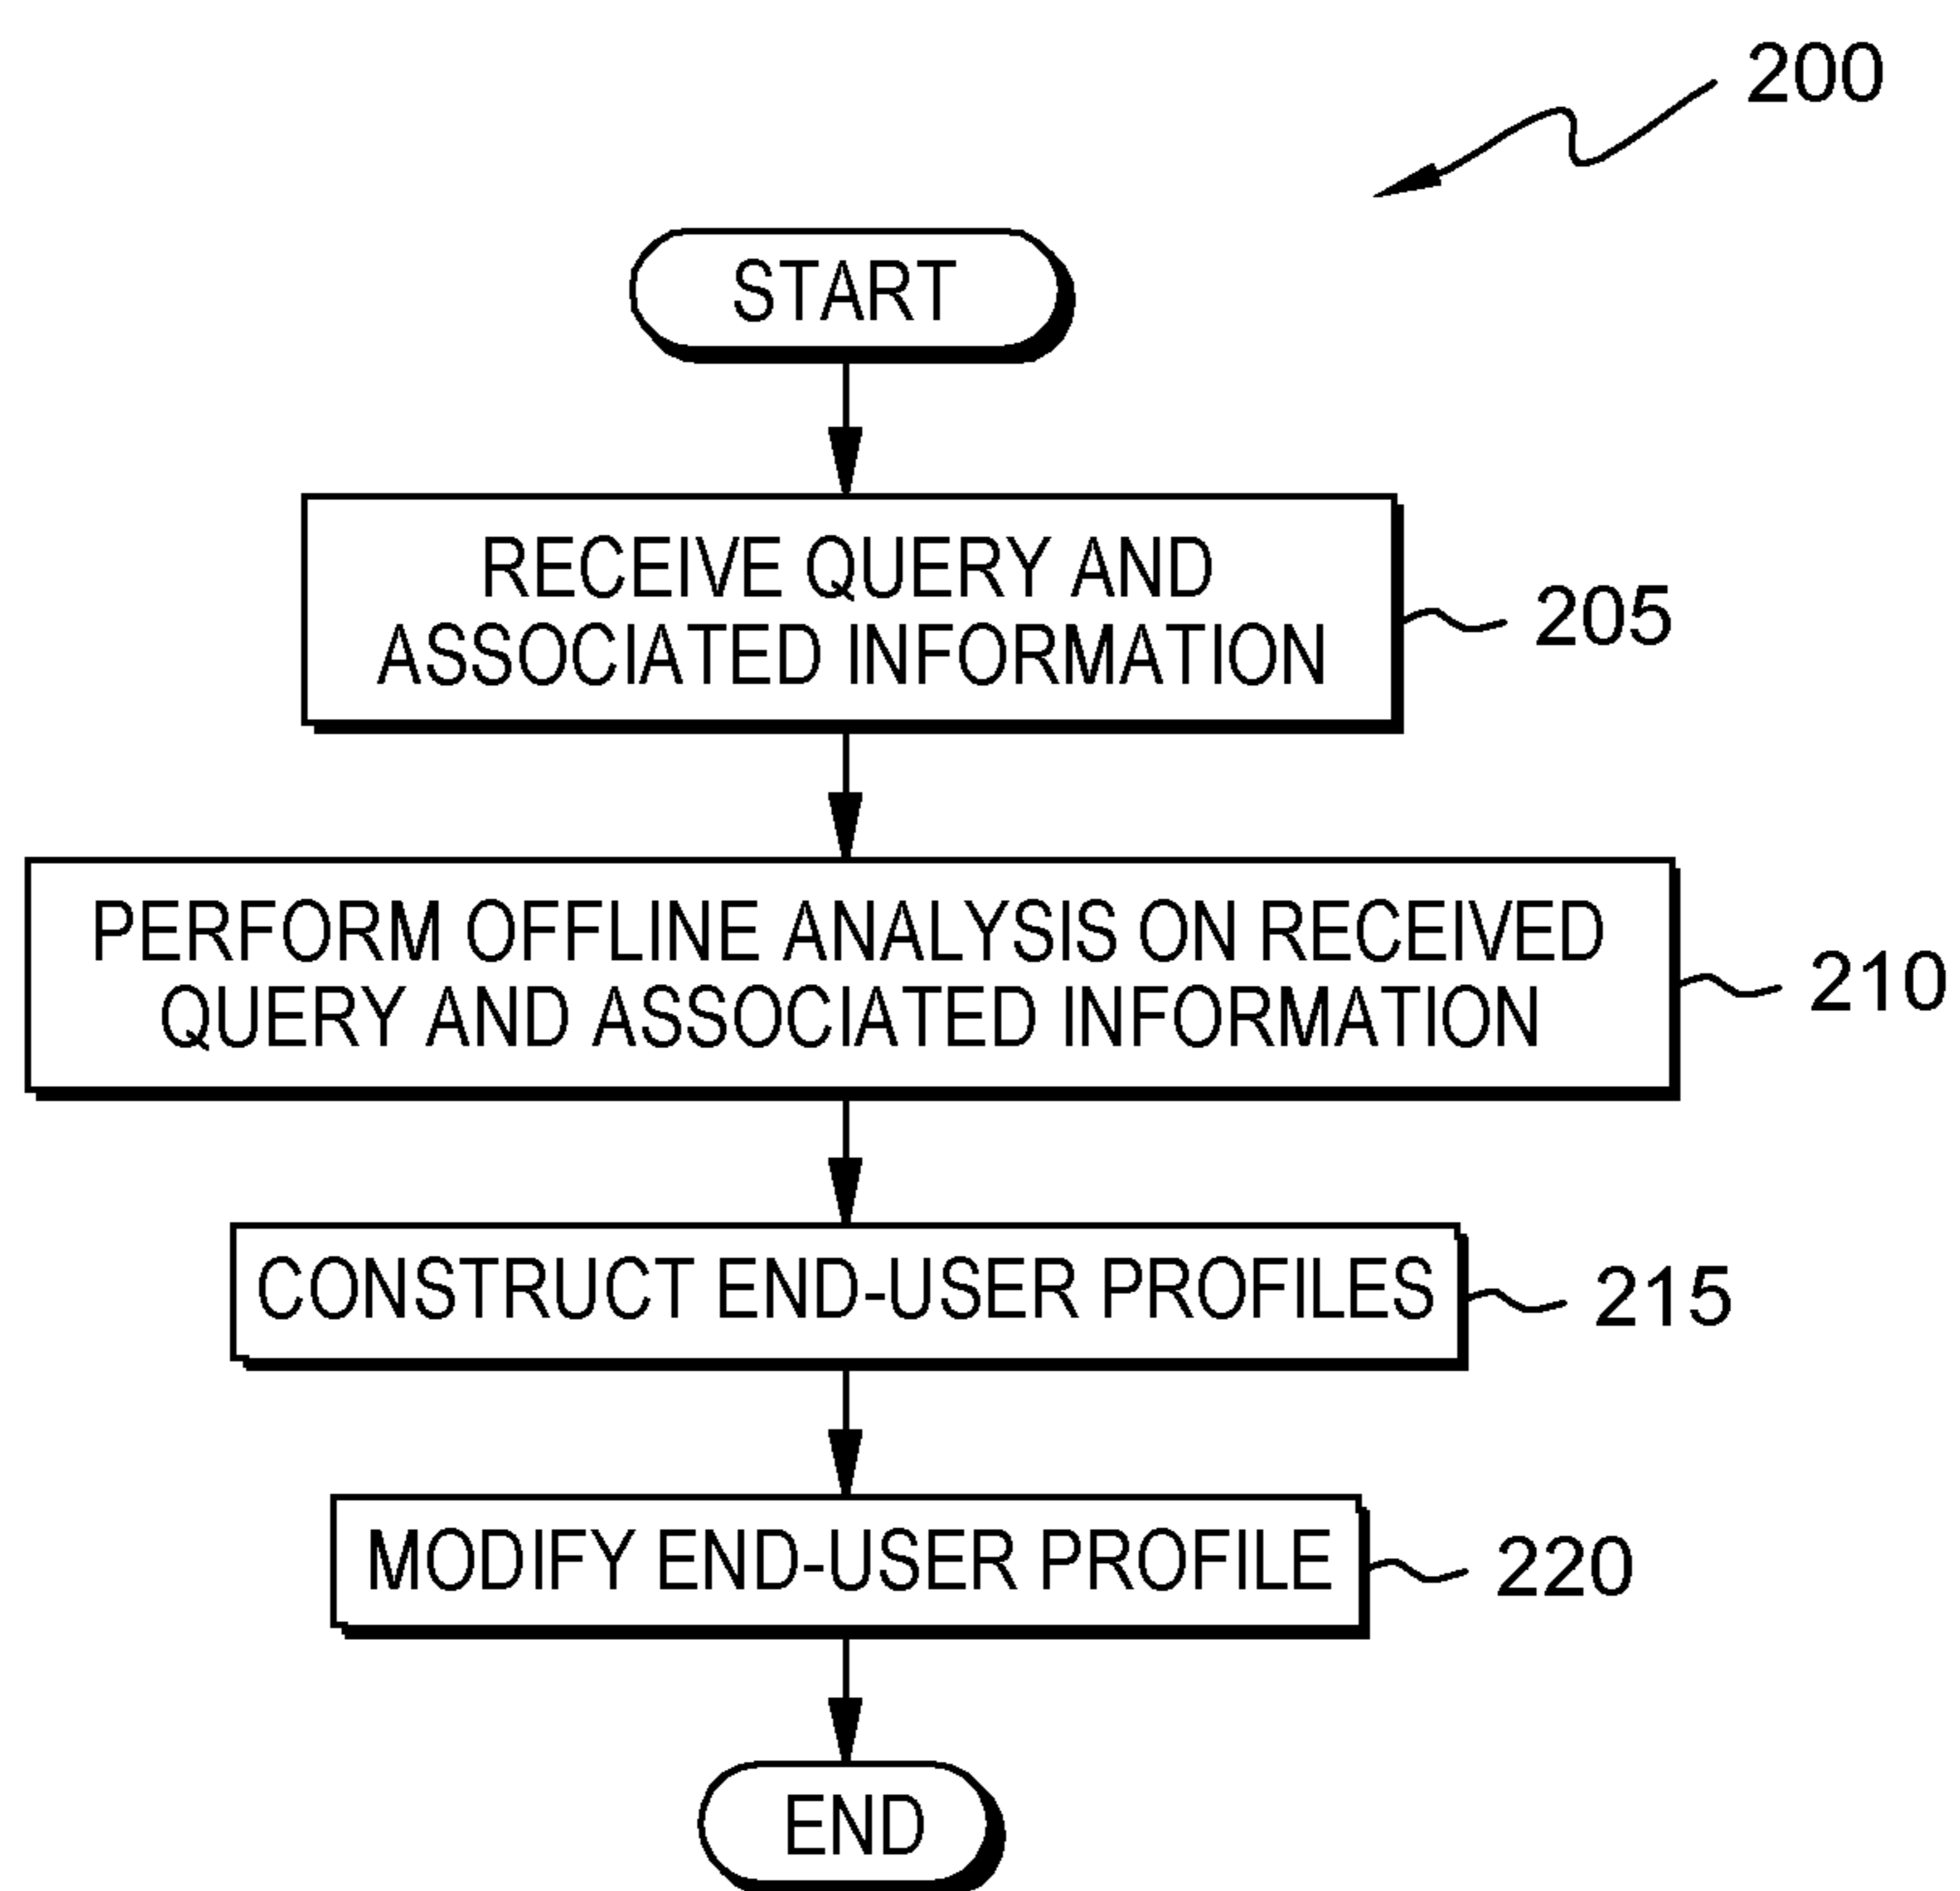 200
START
RECEIVE QUERY AND
ASSOCIATED INFORMATION
205
PERFORM OFFLINE ANALYSIS ON RECEIVED
QUERY AND ASSOCIATED INFORMATION
210
CONSTRUCT END-USER PROFILES
215
MODIFY END-USER PROFILE
220
END